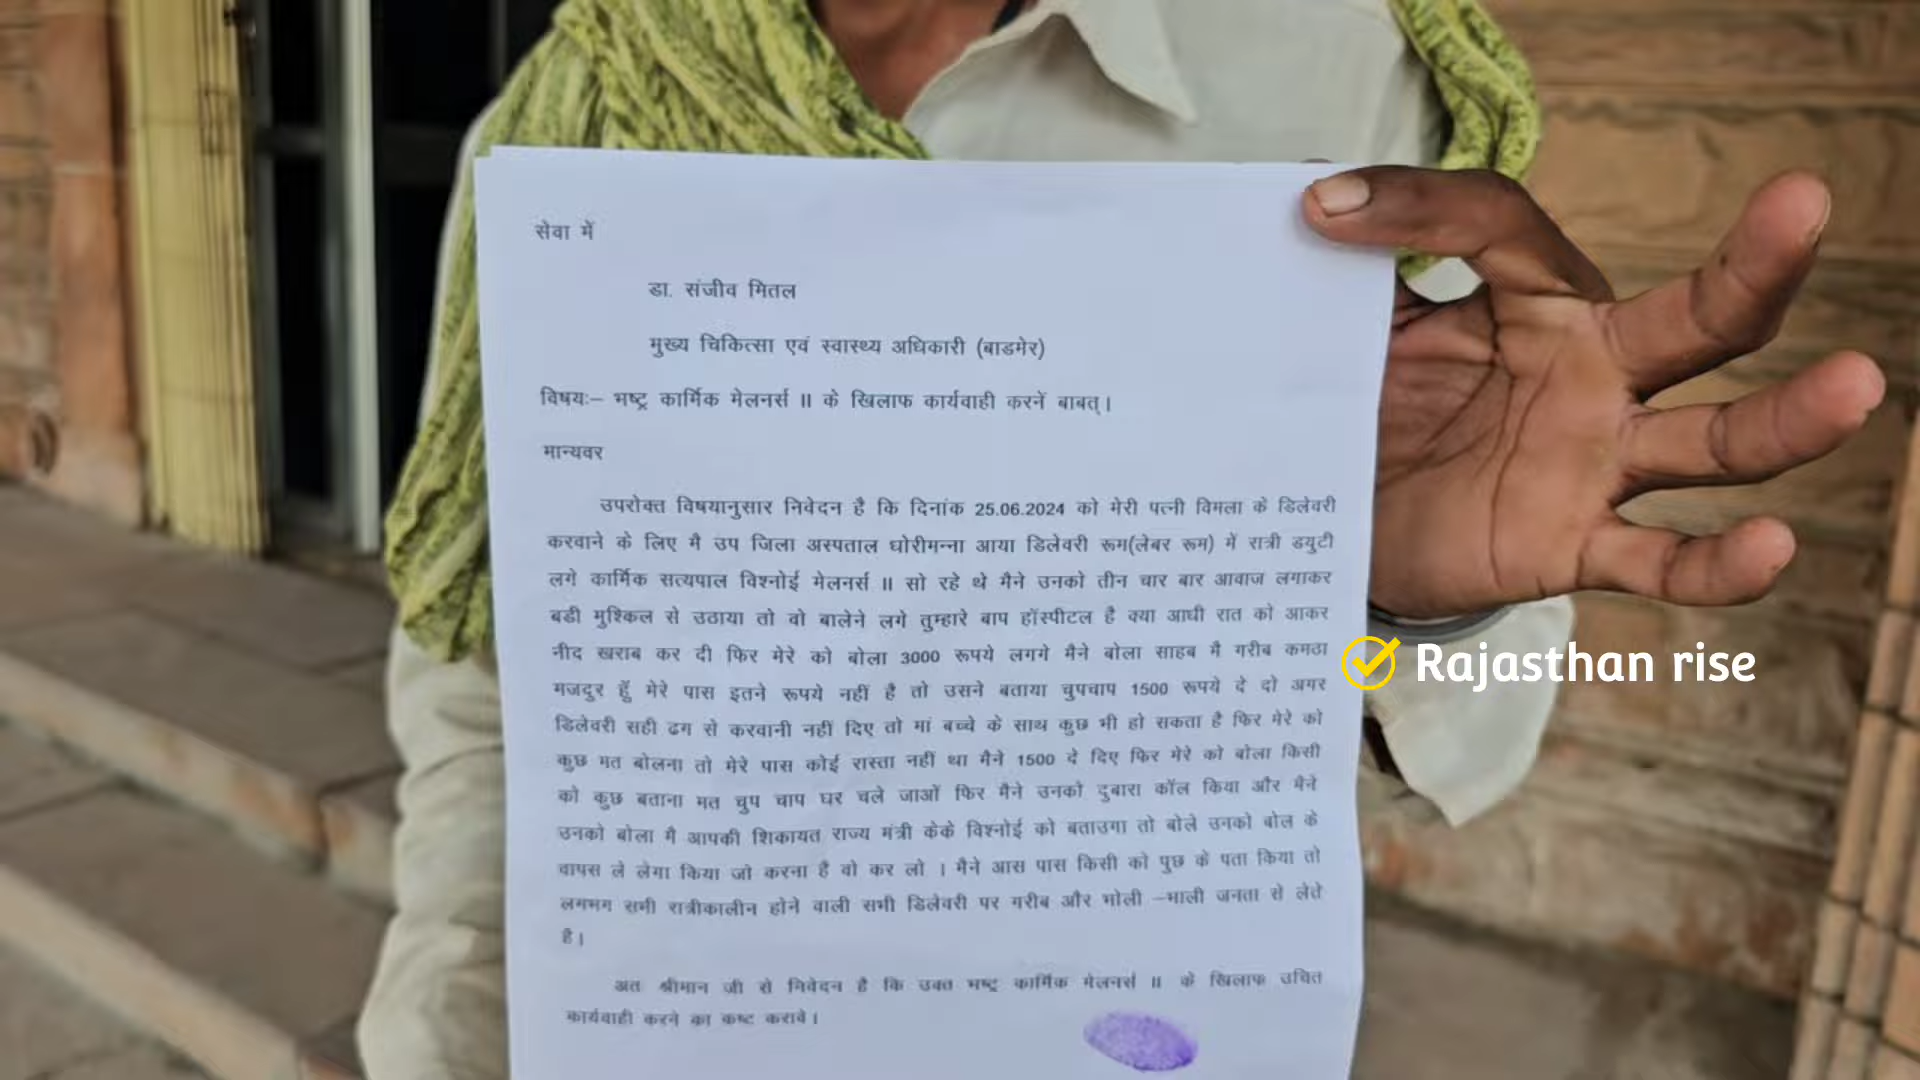 सेवा में
डा. संजीव मितल
मुख्य चिकित्सा एवं स्वास्थ्य अधिकारी (बाडमेर)
विषयः– भष्ट्र कार्मिक मेलनर्स II के खिलाफ कार्यवाही करनें बाबत्।
मान्यवर
उपरोक्त विषयानुसार निवेदन है कि दिनांक 25.06.2024 को मेरी पत्नी विमला के डिलेवरी
करवाने के लिए मै उप जिला अस्पताल धोरीमन्ना आया डिलेवरी रूम(लेबर रूम) में रात्री डयुटी
लगे कार्मिक सत्यपाल विश्नोई मेलनर्स II सो रहे थे मैने उनको तीन चार बार आवाज लगाकर
बडी मुश्किल से उठाया तो वो बालेने लगे तुम्हारे बाप हॉस्पीटल है क्या आधी रात को आकर
नीद खराब कर दी फिर मेरे को बोला 3000 रूपये लगगे मैने बोला साहब मै गरीब कमठा
मजदुर हूँ मेरे पास इतने रूपये नहीं है तो उसने बताया चुपचाप 1500 रूपये दे दो अगर
डिलेवरी सही ढग से करवानी नहीं दिए तो मां बच्चे के साथ कुछ भी हो सकता है फिर मेरे को
कुछ मत बोलना तो मेरे पास कोई रास्ता नहीं था मैने 1500 दे दिए फिर मेरे को बोला किसी
को कुछ बताना मत चुप चाप घर चले जाओं फिर मैने उनको दुबारा कॉल किया और मैने
उनको बोला मै आपकी शिकायत राज्य मंत्री केके विश्नोई को बताउगा तो बोले उनको बोल के
वापस ले लेगा किया जो करना है वो कर लो । मैने आस पास किसी को पुछ के पता किया तो
लगभग सभी रात्रीकालीन होने वाली सभी डिलेवरी पर गरीब और भोली –भाली जनता से लेते
है।
अत श्रीमान जी से निवेदन है कि उक्त भष्ट्र कार्मिक मेलनर्स II के खिलाफ उचित
कार्यवाही करने का कष्ट करावे।
Rajasthan rise